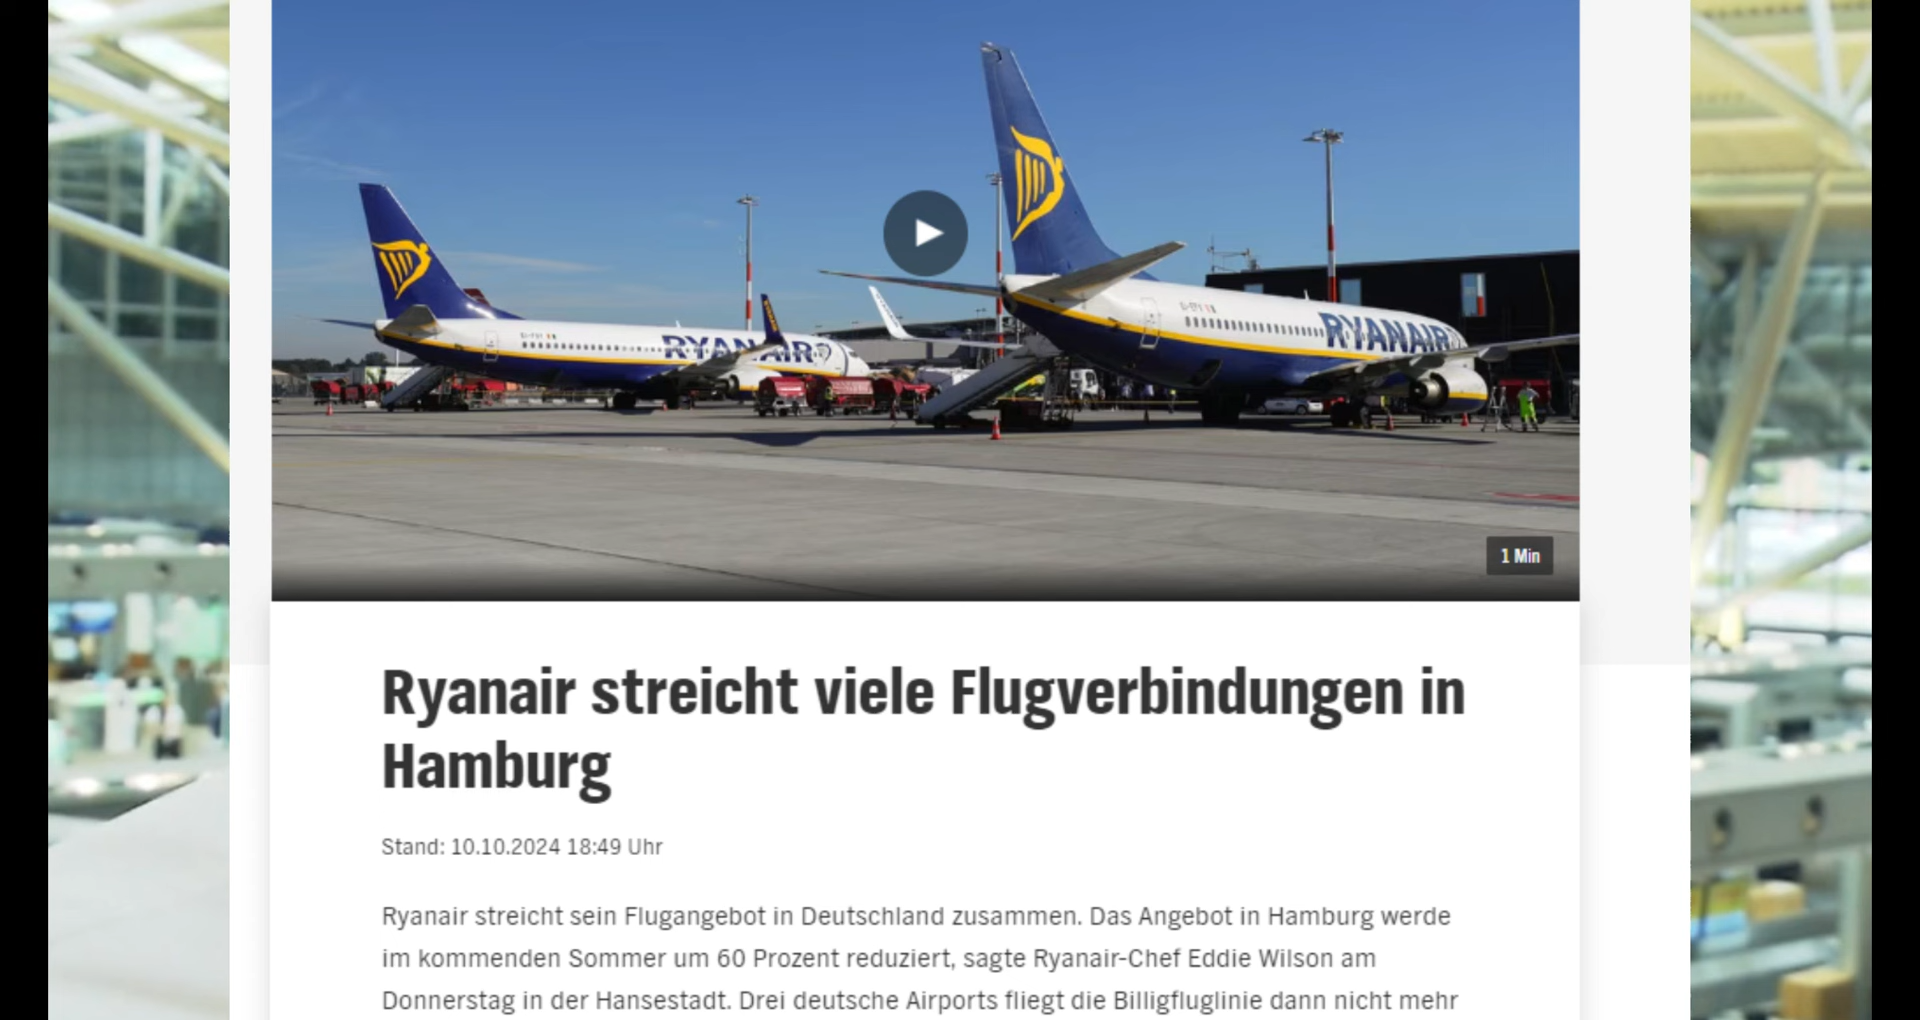 RYANAIR
RYANAIR
1 Min
Ryanair streicht viele Flugverbindungen in
Hamburg
Stand: 10.10.2024 18:49 Uhr
Ryanair streicht sein Flugangebot in Deutschland zusammen. Das Angebot in Hamburg werde
im kommenden Sommer um 60 Prozent reduziert, sagte Ryanair-Chef Eddie Wilson am
Donnerstag in der Hansestadt. Drei deutsche Airports fliegt die Billigfluglinie dann nicht mehr